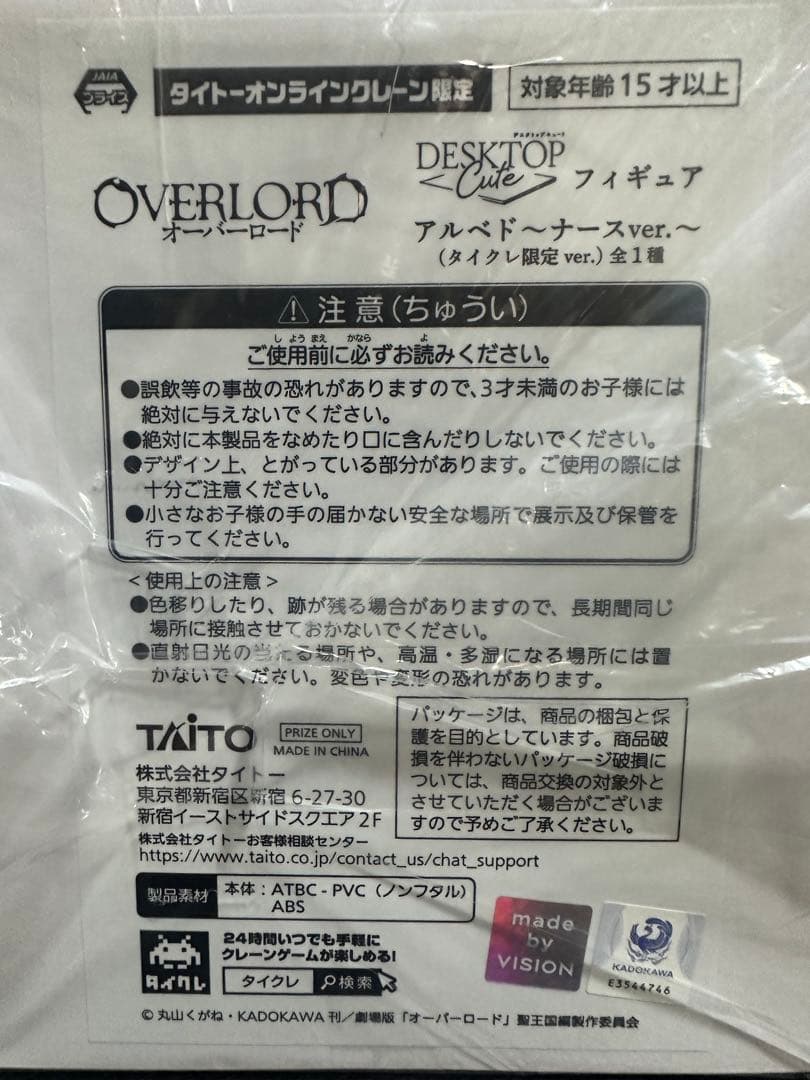 JAIA
プライズ
タイトーオンラインクレーン限定
対象年齢15才以上
OVERLORD
オーバーロード
デスクトップキュート
DESKTOP
Cute
フィギュア
アルベド～ナースver.～
(タイクレ限定ver.)全1種
注意(ちゅうい)
しようまえ かなら よ
ご使用前に必ずお読みください。
●誤飲等の事故の恐れがありますので、3才未満のお子様には
絶対に与えないでください。
●絶対に本製品をなめたり口に含んだりしないでください。
●デザイン上、とがっている部分があります。ご使用の際には
十分ご注意ください。
●小さなお子様の手の届かない安全な場所で展示及び保管を
行ってください。
<使用上の注意>
●色移りしたり、跡が残る場合がありますので、長期間同じ
場所に接触させておかないでください。
●直射日光の当たる場所や、高温・多湿になる場所には置
かないでください。変色や変形の恐れがあります。
TAITO
PRIZE ONLY
MADE IN CHINA
株式会社タイトー
東京都新宿区新宿6-27-30
新宿イーストサイドスクエア2F
株式会社タイトーお客様相談センター
https://www.taito.co.jp/contact_us/chat_support
パッケージは、商品の梱包と保
護を目的としています。商品破
損を伴わないパッケージ破損に
ついては、商品交換の対象外と
させていただく場合がございま
すので予めご了承ください。
製品素材
本体：ATBC-PVC（ノンフタル）
ABS
タイクレ
24時間いつでも手軽に
クレーンゲームが楽しめる!
タイクレ
検索
made
by
VISION
KADOKAWA
E3544746
© 丸山くがね・KADOKAWA刊／劇場版「オーバーロード」聖王国編製作委員会